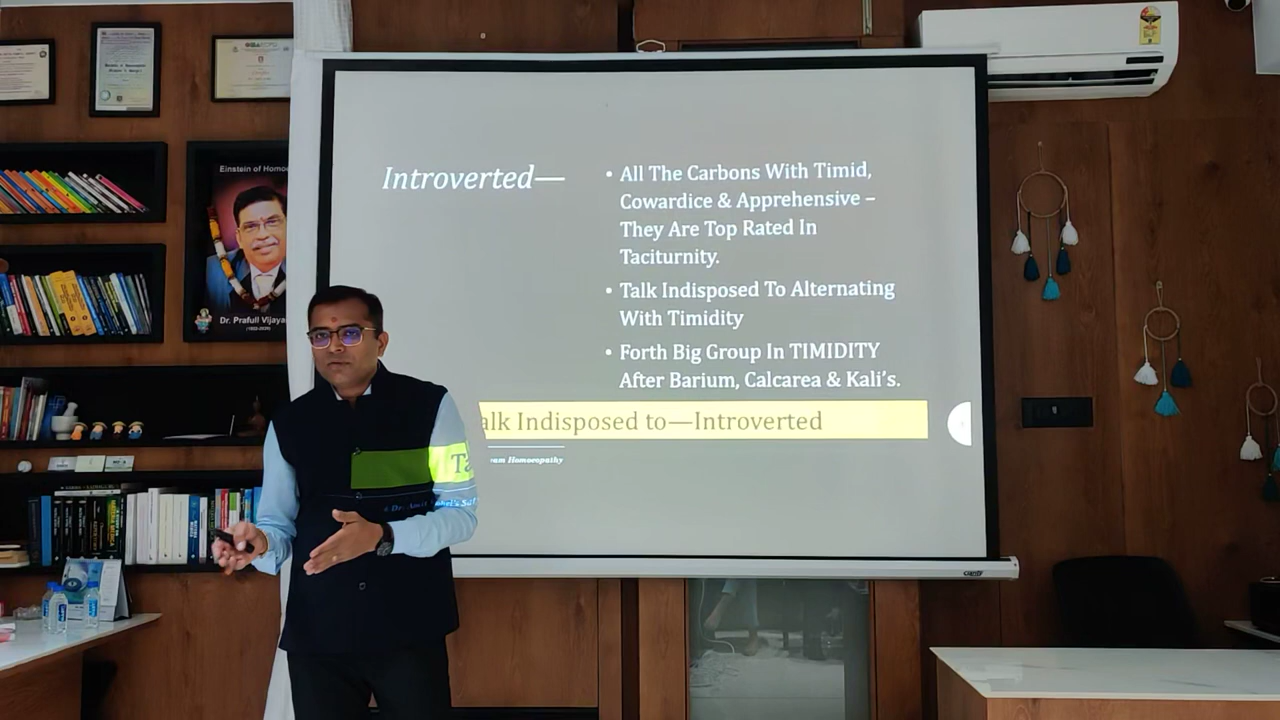 Einstein of Homoe
Dr. Prafull Vijaya
Introverted—
• All The Carbons With Timid,
Cowardice & Apprehensive –
They Are Top Rated In
Taciturnity.
• Talk Indisposed To Alternating
With Timidity
• Forth Big Group In TIMIDITY
After Barium, Calcarea & Kali's.
Ta
alk Indisposed to—Introverted
Homoeopathy